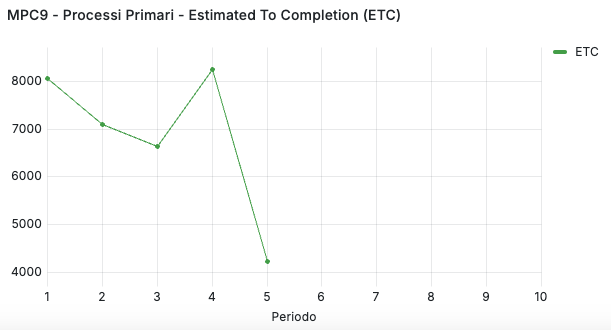 MPC9 - Processi Primari - Estimated To Completion (ETC)
ETC
8000
7000
6000
5000
4000
1 2 3 4 5 6 7 8 9 10
Periodo